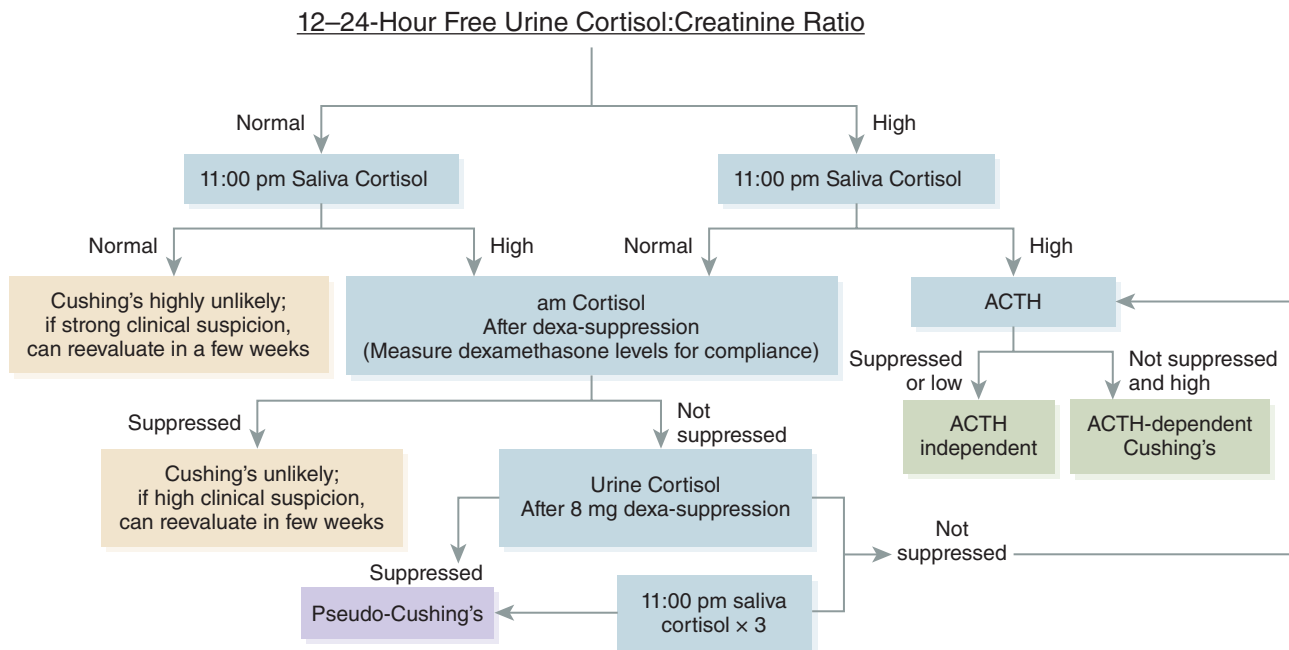 12–24-Hour Free Urine Cortisol:Creatinine Ratio
Normal
High
11:00 pm Saliva Cortisol
11:00 pm Saliva Cortisol
Normal
High
Normal
High
Cushing's highly unlikely;
if strong clinical suspicion,
can reevaluate in a few weeks
am Cortisol
After dexa-suppression
(Measure dexamethasone levels for compliance)
ACTH
Suppressed
or low
Not suppressed
and high
ACTH
independent
ACTH-dependent
Cushing's
Suppressed
Not
suppressed
Cushing's unlikely;
if high clinical suspicion,
can reevaluate in few weeks
Urine Cortisol
After 8 mg dexa-suppression
Not
suppressed
Suppressed
Pseudo-Cushing's
11:00 pm saliva
cortisol × 3